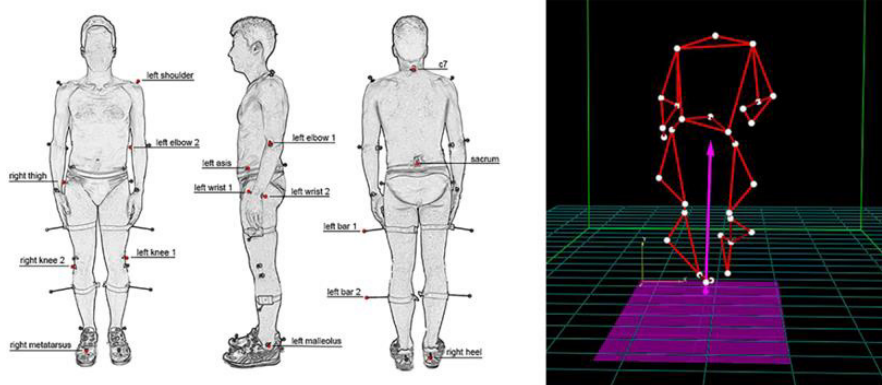 left shoulder
left elbow 2
right thigh
right knee 2
left knee 1
right metatarsus
left elbow 1
left asis
left wrist 1
left wrist 2
left malleolus
c7
sacrum
left bar 1
left bar 2
right heel